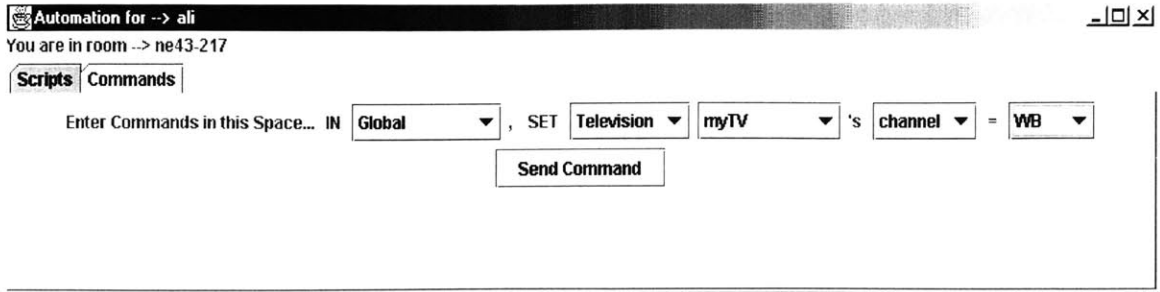 Automation for --> ali
You are in room --> ne43-217
Scripts Commands
Enter Commands in this Space... IN Global , SET Television myTV 's channel = WB
Send Command